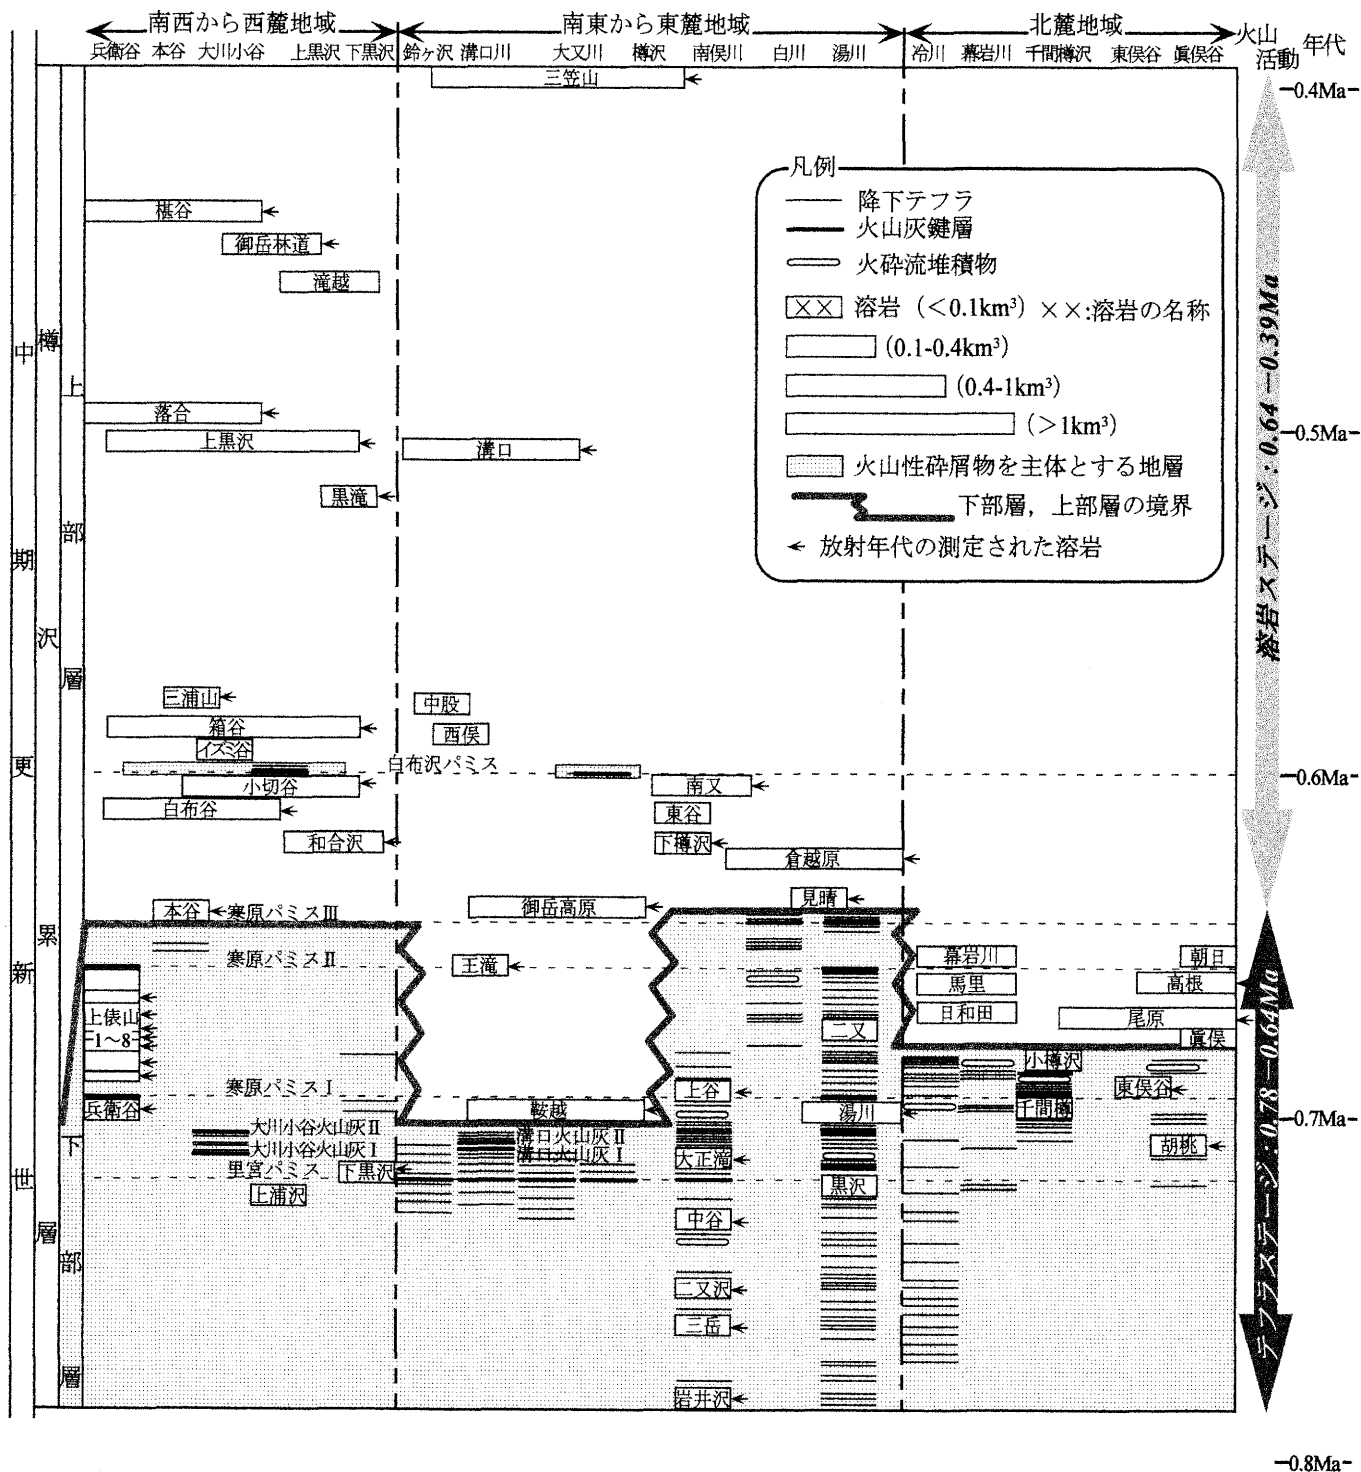 南西から西麓地域
南東から東麓地域
北麓地域
火山活動
年代
兵衛谷 本谷 大川小谷 上黒沢 下黒沢 鈴ヶ沢 溝口川 大又川 樽沢 南俣川 白川 湯川 冷川 幕岩川 千間樽沢 東俣谷 眞俣谷
三笠山
0.4Ma
凡例
降下テフラ
火山灰鍵層
火砕流堆積物
×× 溶岩（<0.1km³）××:溶岩の名称
(0.1-0.4km³)
(0.4-1km³)
(>1km³)
火山性砕屑物を主体とする地層
下部層，上部層の境界
← 放射年代の測定された溶岩
椹谷
御岳林道
滝越
落合
上黒沢
溝口
0.5Ma
黒滝
三浦山
中股
箱谷
西俣
イズミ谷
白布沢パミス
0.6Ma
小切谷
南又
白布谷
東谷
和合沢
下樽沢
倉越原
見晴
本谷
寒原パミスⅢ
御岳高原
寒原パミスⅡ
王滝
幕岩川
朝日
馬里
高根
上俵山
1～8
日和田
尾原
二又
眞俣
小樽沢
寒原パミスⅠ
上谷
東俣谷
兵衛谷
鞍越
湯川
千間樽
0.7Ma
大川小谷火山灰Ⅱ
溝口火山灰Ⅱ
大川小谷火山灰Ⅰ
溝口火山灰Ⅰ
胡桃
里宮パミス
下黒沢
大正滝
上浦沢
黒沢
中谷
二又沢
三岳
岩井沢
0.8Ma
中期更新世
樽沢累層
上部層
下部層
溶岩ステージ：0.64－0.39Ma
テフラステージ：0.78－0.64Ma